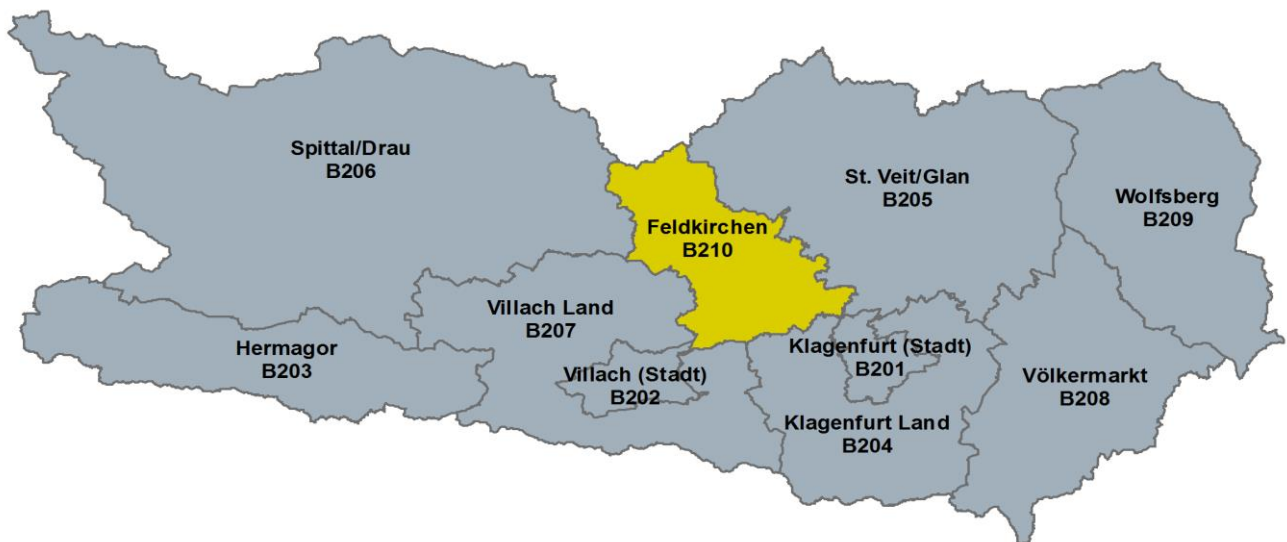 Spittal/Drau
B206
St. Veit/Glan
B205
Wolfsberg
B209
Feldkirchen
B210
Villach Land
B207
Hermagor
B203
Villach (Stadt)
B202
Klagenfurt (Stadt)
B201
Klagenfurt Land
B204
Völkermarkt
B208